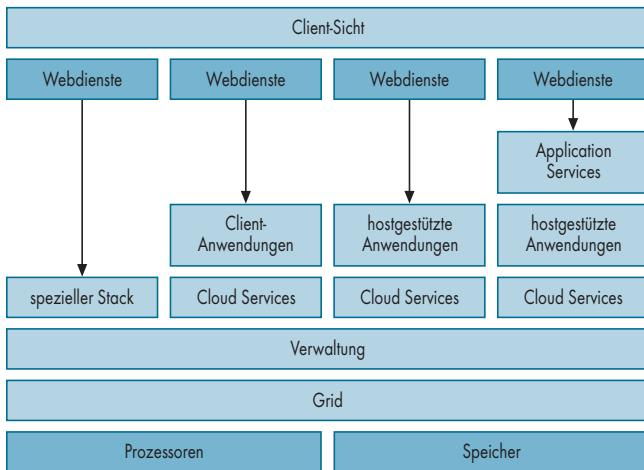 Client-Sicht
Webdienste
Webdienste
Webdienste
Webdienste
Application
Services
Client-
Anwendungen
hostgestützte
Anwendungen
hostgestützte
Anwendungen
spezieller Stack
Cloud Services
Cloud Services
Cloud Services
Verwaltung
Grid
Prozessoren
Speicher